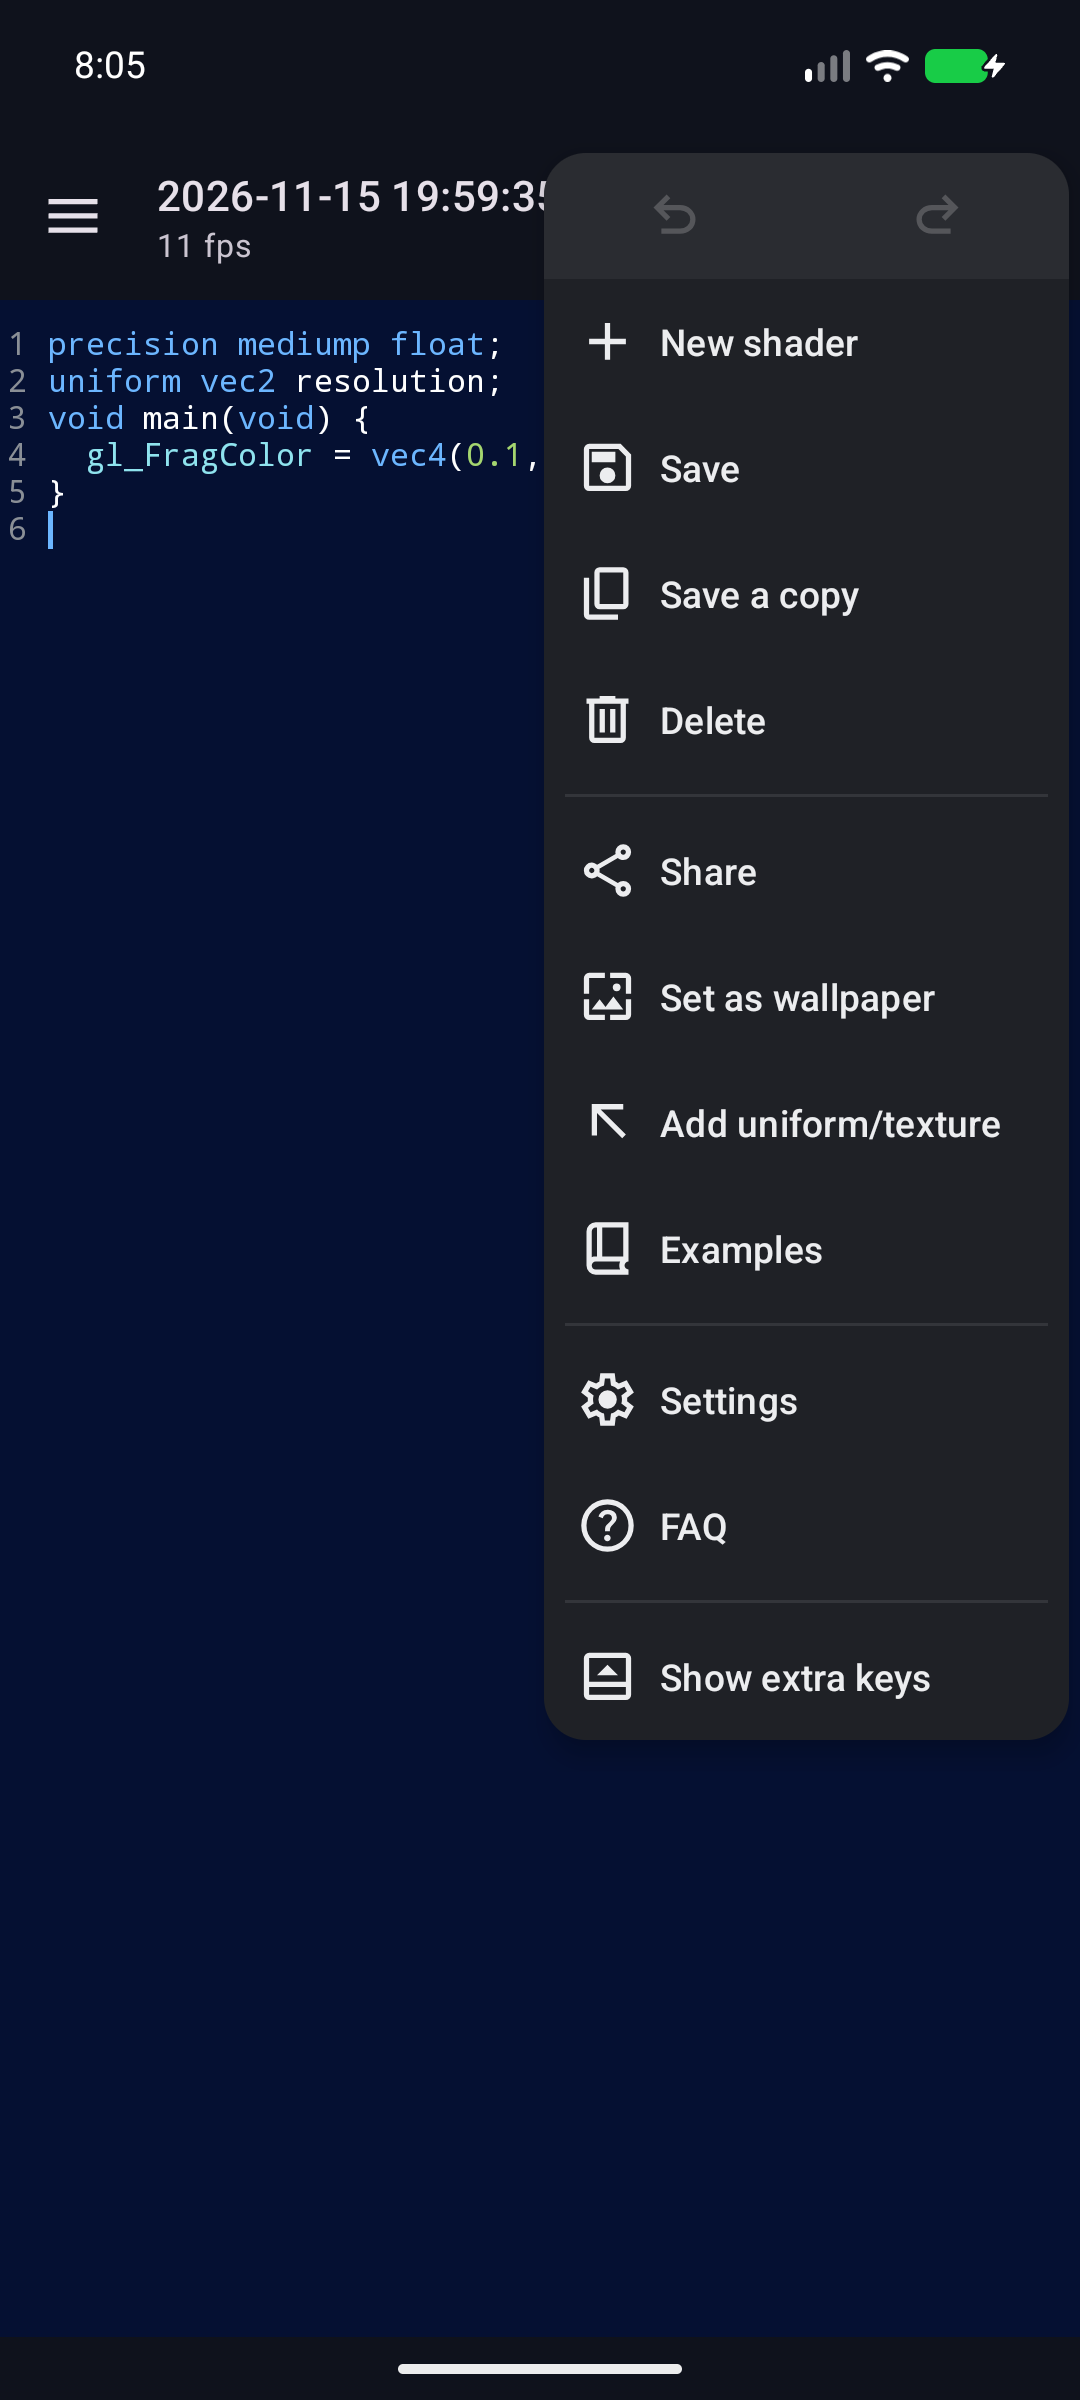 8:05
2026-11-15 19:59:35
11 fps
1 precision mediump float;
2 uniform vec2 resolution;
3 void main(void) {
4   gl_FragColor = vec4(0.1,
5 }
6
New shader
Save
Save a copy
Delete
Share
Set as wallpaper
Add uniform/texture
Examples
Settings
FAQ
Show extra keys